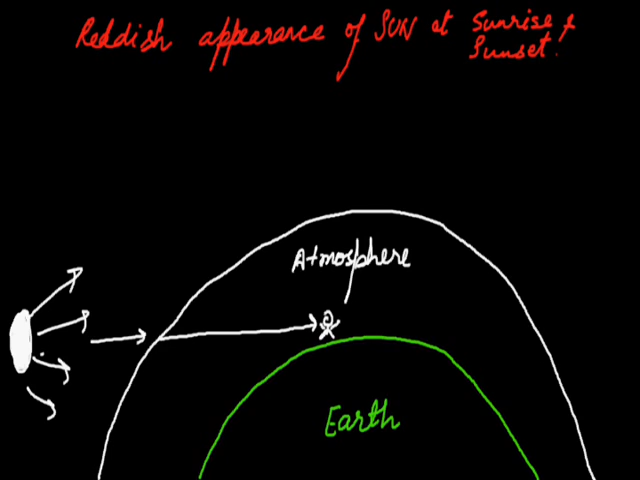 Reddish appearance of SUN at Sunrise &
Sunset.
Atmosphere
Earth